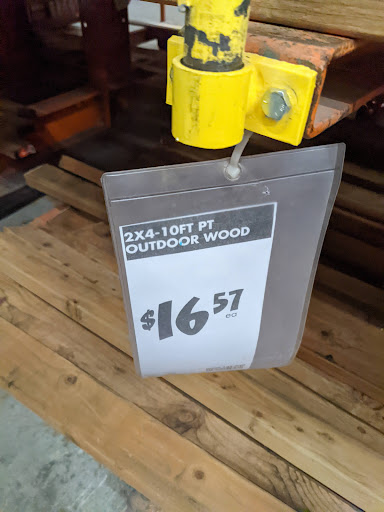 2X4-10FT PT
OUTDOOR WOOD
$16.57
ea